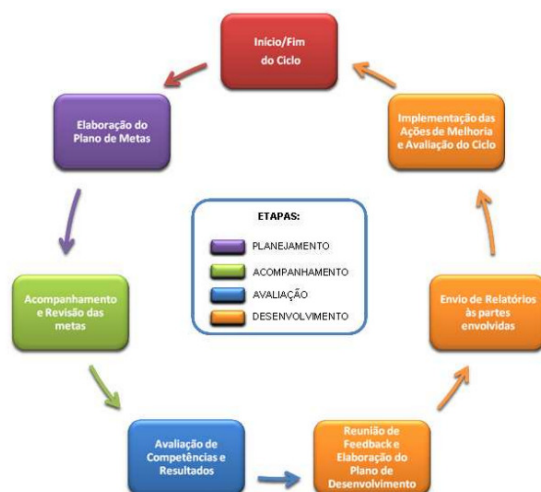 Início/Fim
do Ciclo
Elaboração do
Plano de Metas
Implementação das
Ações de Melhoria
e Avaliação do Ciclo
ETAPAS:
PLANEJAMENTO
ACOMPANHAMENTO
AVALIAÇÃO
DESENVOLVIMENTO
Acompanhamento
e Revisão das
metas
Envio de Relatórios
às partes
envolvidas
Avaliação de
Competências e
Resultados
Reunião de
Feedback e
Elaboração do
Plano de
Desenvolvimento